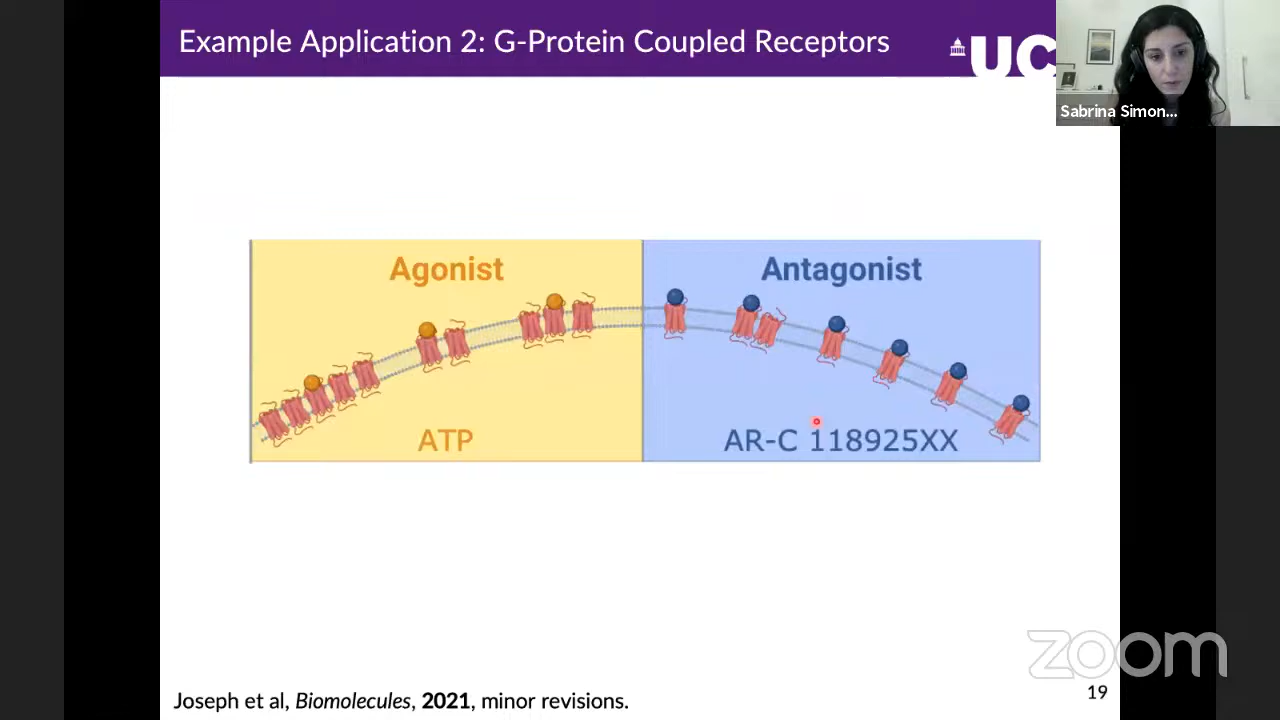 Example Application 2: G-Protein Coupled Receptors
UC
Sabrina Simon...
Agonist
Antagonist
ATP
AR-C 118925XX
zoom
Joseph et al, Biomolecules, 2021, minor revisions.
19